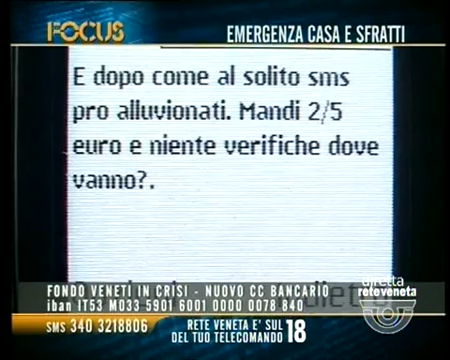 FOCUS
EMERGENZA CASA E SFRATTI
E dopo come al solito sms
pro alluvionati. Mandi 2/5
euro e niente verifiche dove
vanno?.
FONDO VENETI IN CRISI - NUOVO CC BANCARIO
iban IT53 M033 5901 6001 0000 0078 840
diretta
reteveneta
SMS 340 3218806
RETE VENETA E' SUL
DEL TUO TELECOMANDO 18